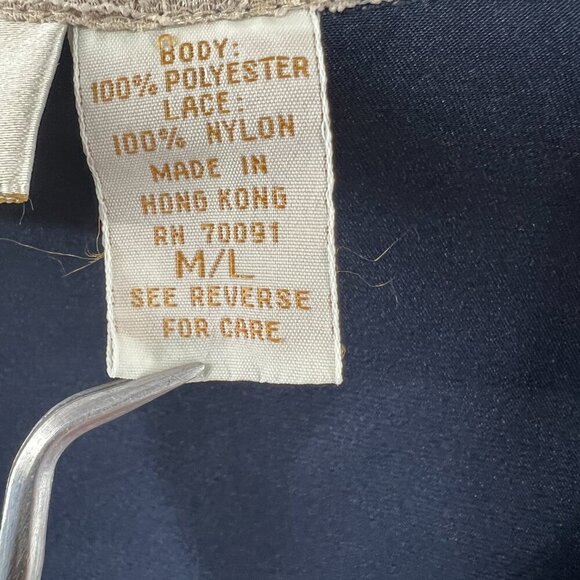 BODY:
100% POLYESTER
LACE:
100% NYLON
MADE IN
HONG KONG
RN 70091
M/L
SEE REVERSE
FOR CARE